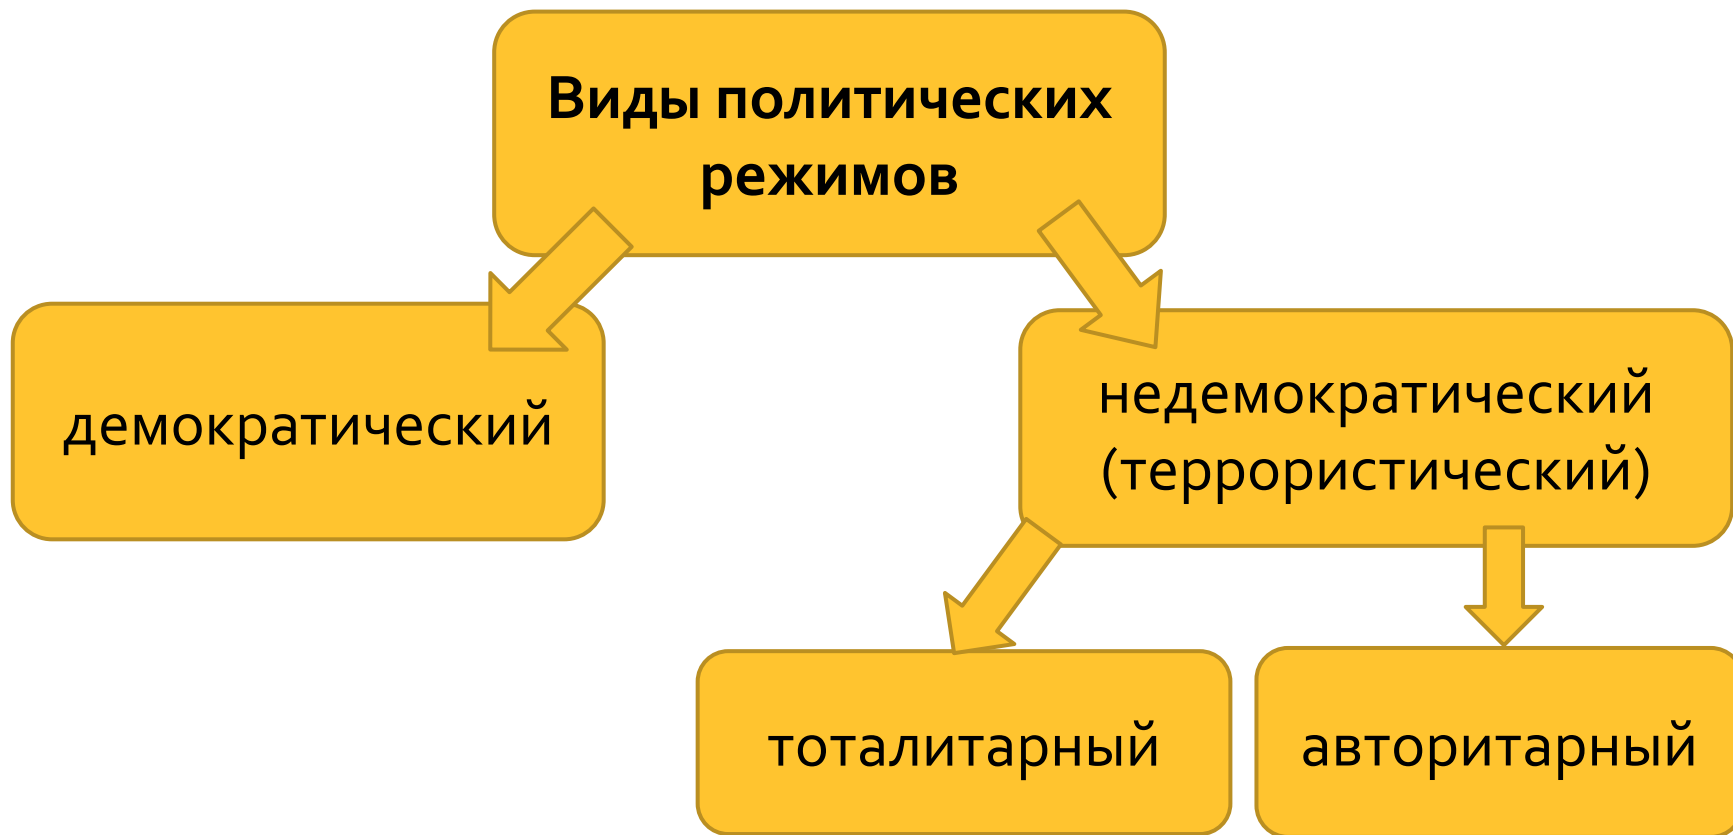 Виды политических
режимов
демократический
недемократический
(террористический)
тоталитарный
авторитарный